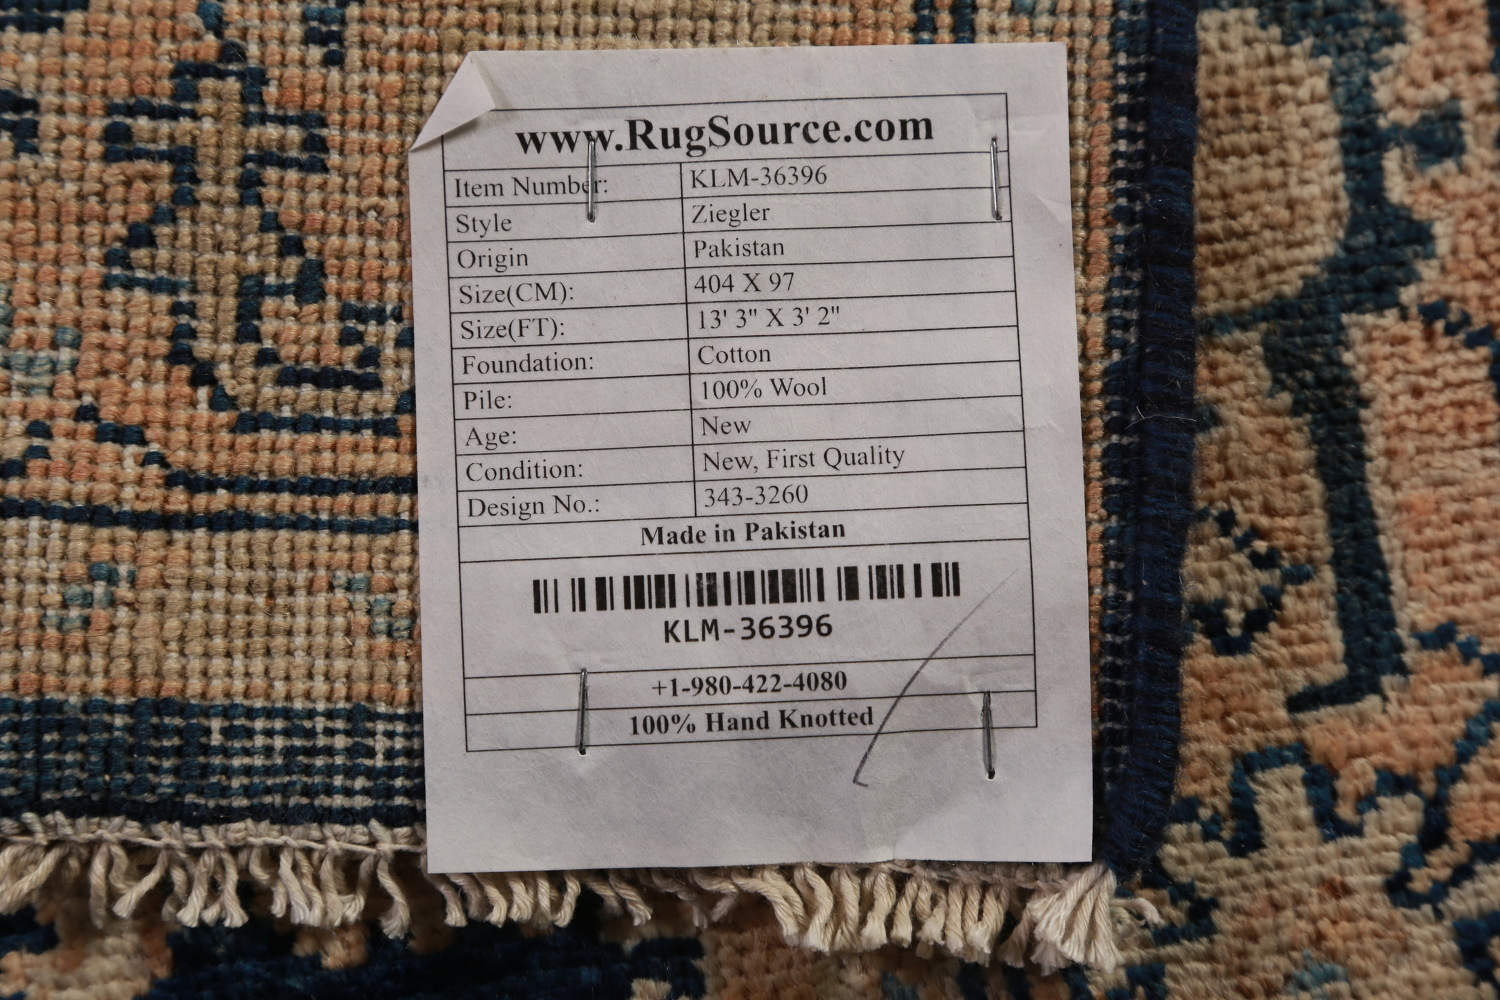 www.RugSource.com
Item Number: KLM-36396
Style Ziegler
Origin Pakistan
Size(CM): 404 X 97
Size(FT): 13' 3" X 3' 2"
Foundation: Cotton
Pile: 100% Wool
Age: New
Condition: New, First Quality
Design No.: 343-3260
Made in Pakistan
KLM-36396
+1-980-422-4080
100% Hand Knotted